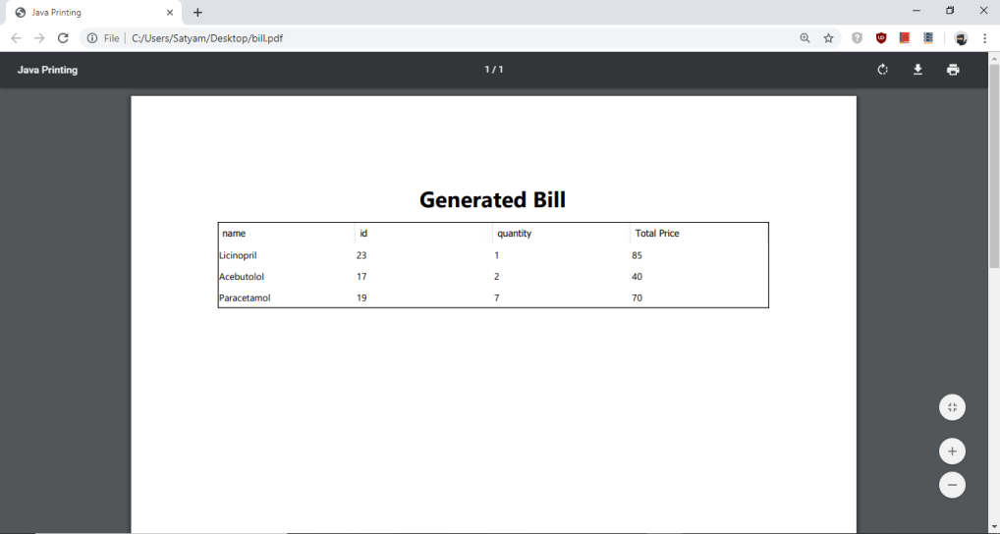 Java Printing
File | C:/Users/Satyam/Desktop/bill.pdf
Java Printing 1 / 1
Generated Bill
name id quantity Total Price
Licinopril 23 1 85
Acebutolol 17 2 40
Paracetamol 19 7 70